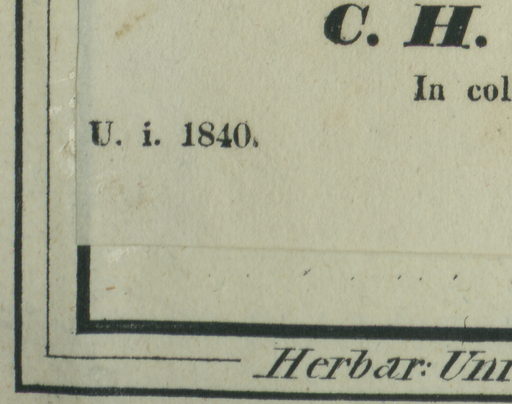 C. H.
In col
U. i. 1840.
Herbar: Uni